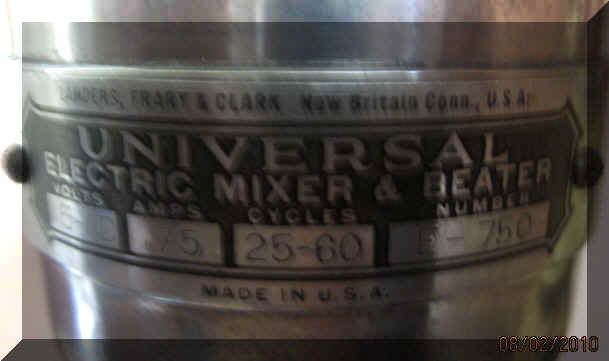 LANDERS, FRARY & CLARK New Britain Conn., U.S.A.
UNIVERSAL
ELECTRIC MIXER & BEATER
VOLTS AMPS. CYCLES NUMBER
.75 25-60 E-750
MADE IN U.S.A.
08/02/2010